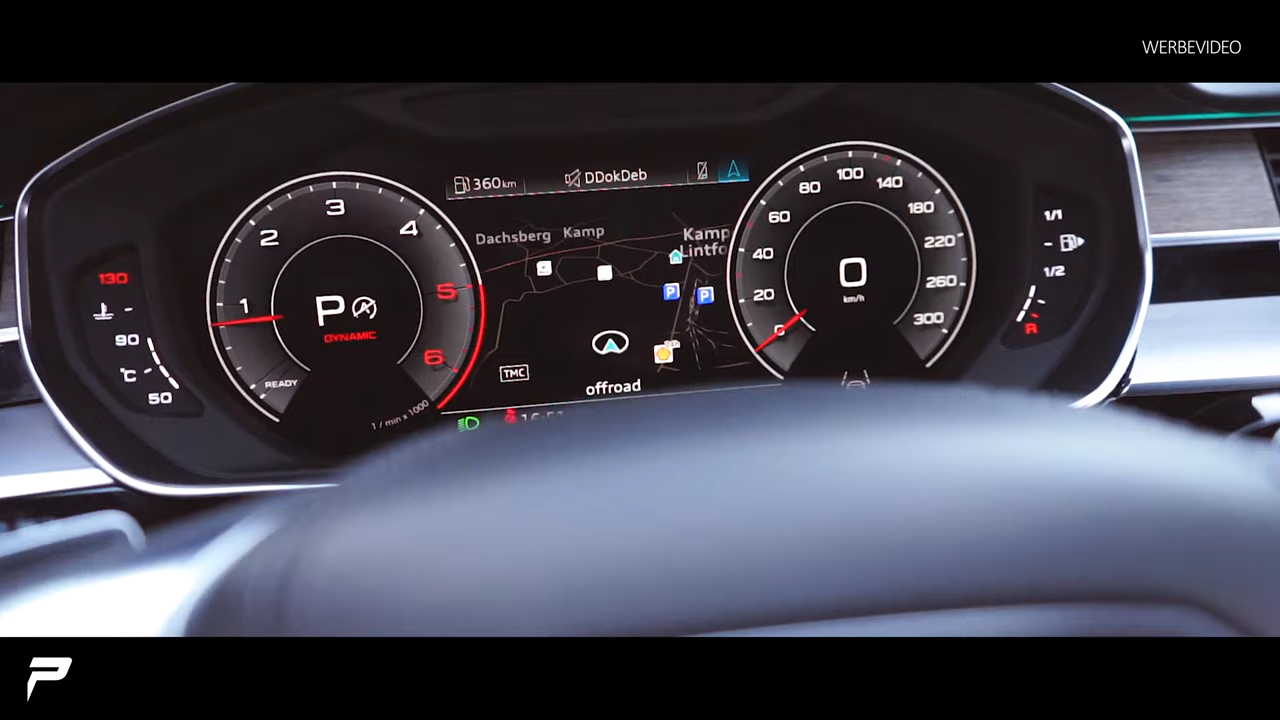 WERBEVIDEO
360km
DDokDeb
Dachsberg
Kamp
Kamp
Lintfo
TMC
offroad
1
2
3
4
5
6
P
DYNAMIC
READY
1 / min x 1000
130
90
°C
50
0
20
40
60
80
100
140
180
220
260
300
0
km/h
1/1
1/2
R